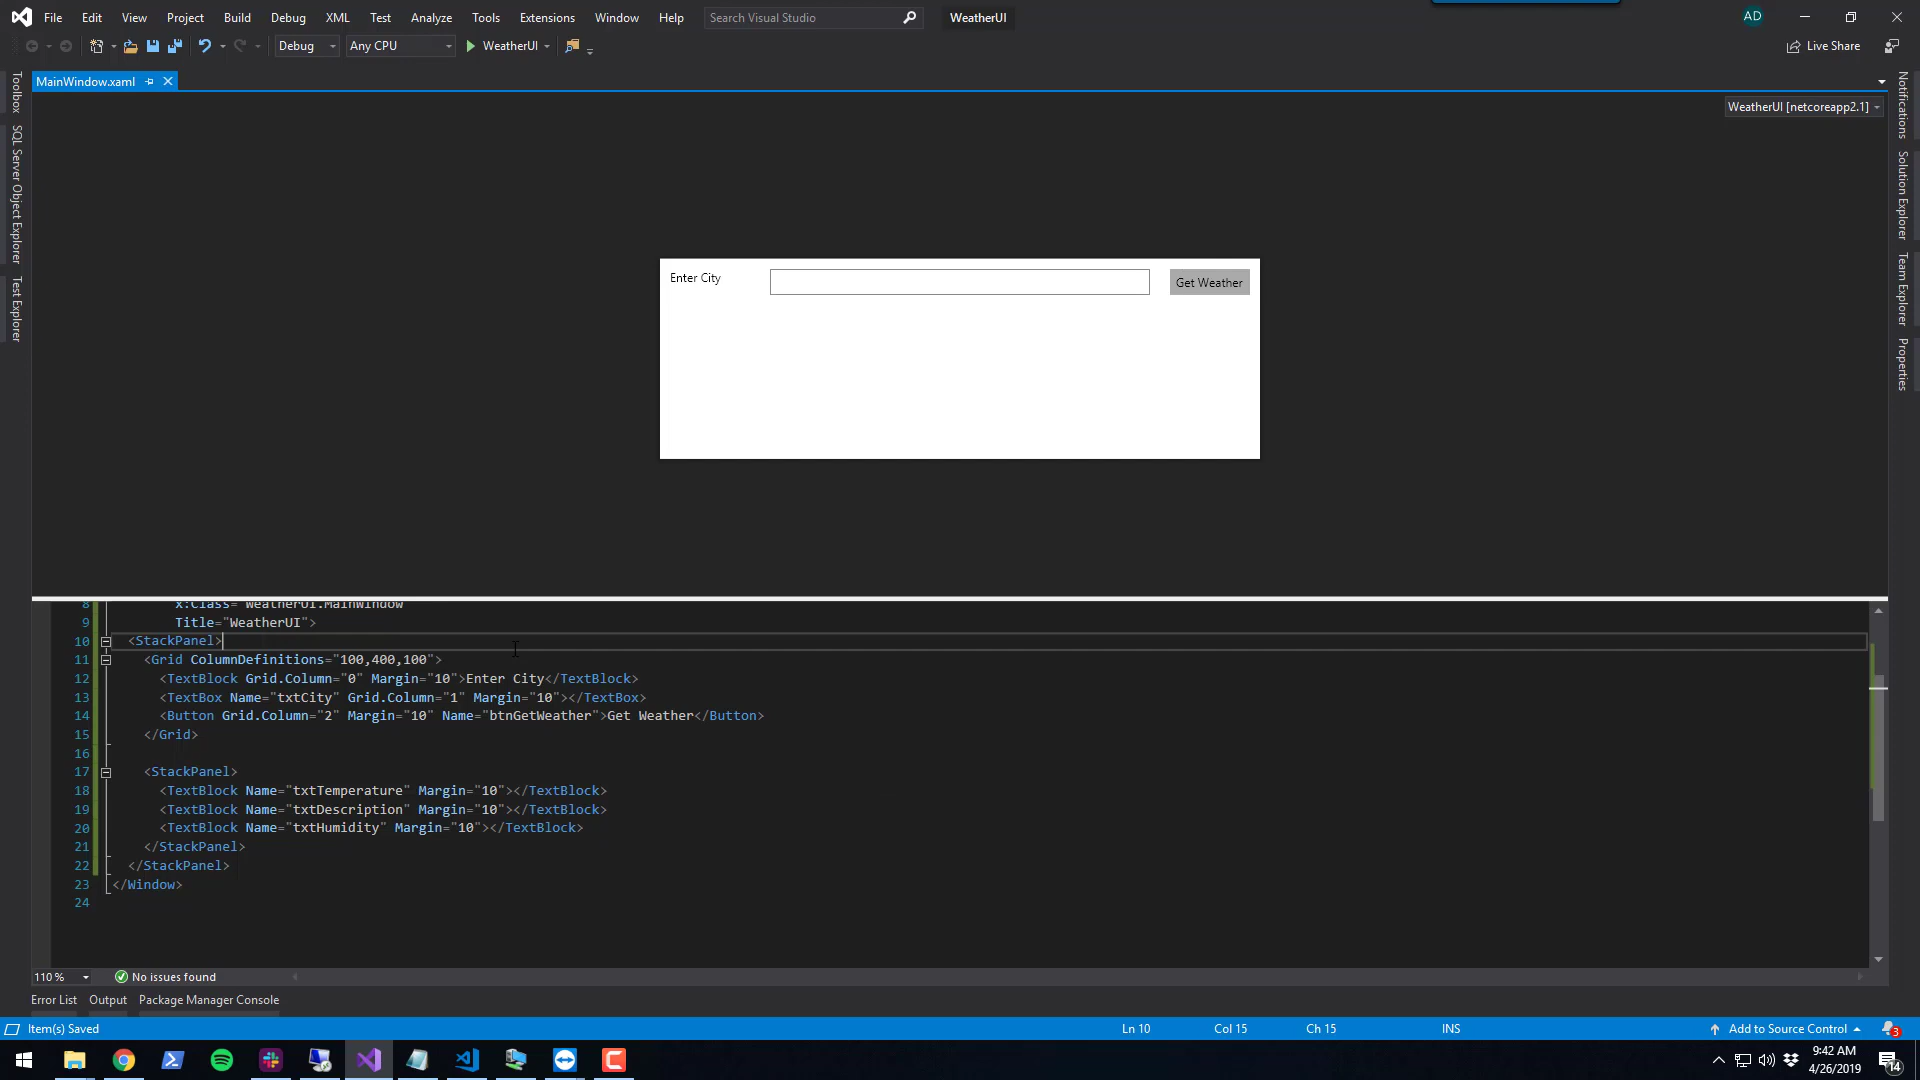 File Edit View Project Build Debug XML Test Analyze Tools Extensions Window Help Search Visual Studio WeatherUI AD
Debug Any CPU WeatherUI Live Share
MainWindow.xaml
WeatherUI [netcoreapp2.1]
Toolbox
SQL Server Object Explorer
Test Explorer
Notifications
Solution Explorer
Team Explorer
Properties
Enter City Get Weather
8 x:Class="WeatherUI.MainWindow
9 Title="WeatherUI">
10 <StackPanel>
11 <Grid ColumnDefinitions="100,400,100">
12 <TextBlock Grid.Column="0" Margin="10">Enter City</TextBlock>
13 <TextBox Name="txtCity" Grid.Column="1" Margin="10"></TextBox>
14 <Button Grid.Column="2" Margin="10" Name="btnGetWeather">Get Weather</Button>
15 </Grid>
16
17 <StackPanel>
18 <TextBlock Name="txtTemperature" Margin="10"></TextBlock>
19 <TextBlock Name="txtDescription" Margin="10"></TextBlock>
20 <TextBlock Name="txtHumidity" Margin="10"></TextBlock>
21 </StackPanel>
22 </StackPanel>
23 </Window>
24
110 % No issues found
Error List Output Package Manager Console
Item(s) Saved Ln 10 Col 15 Ch 15 INS Add to Source Control 3
9:42 AM
4/26/2019
14